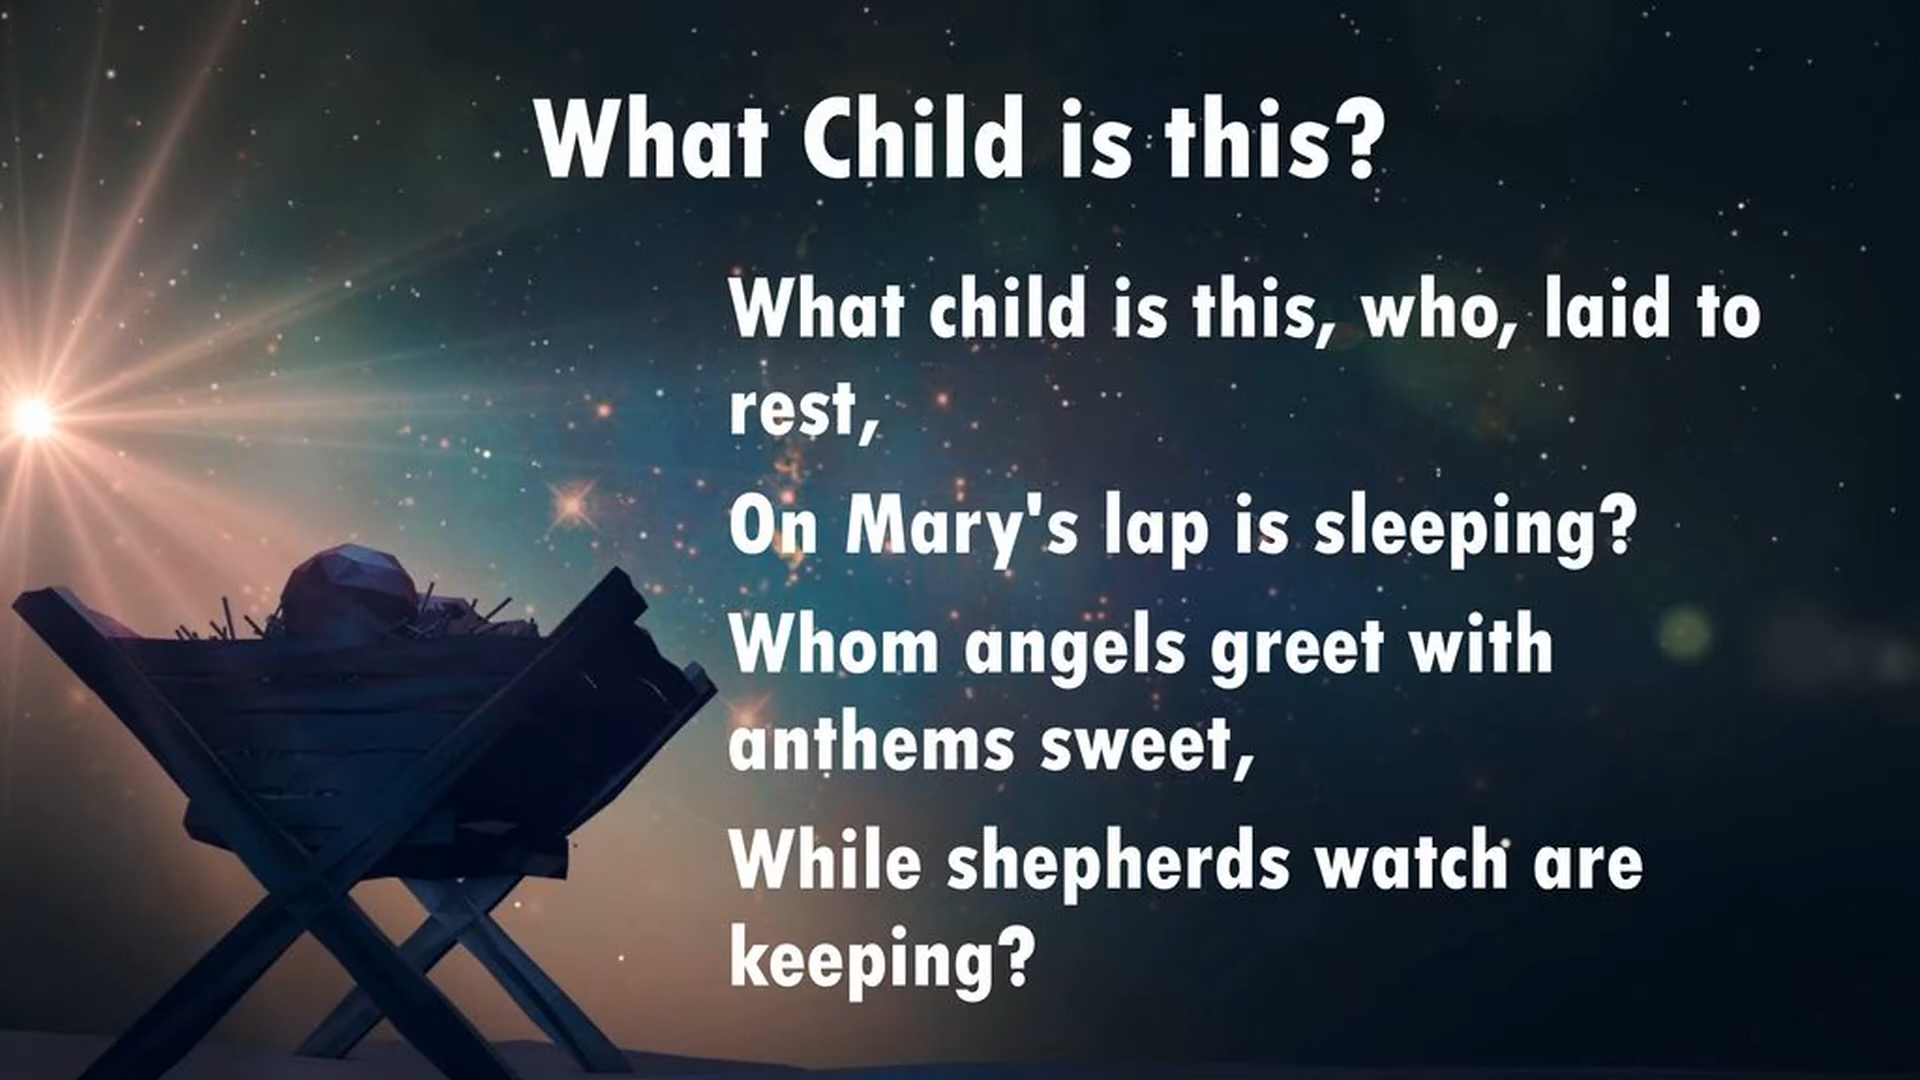 What Child is this?
What child is this, who, laid to
rest,
On Mary's lap is sleeping?
Whom angels greet with
anthems sweet,
While shepherds watch are
keeping?